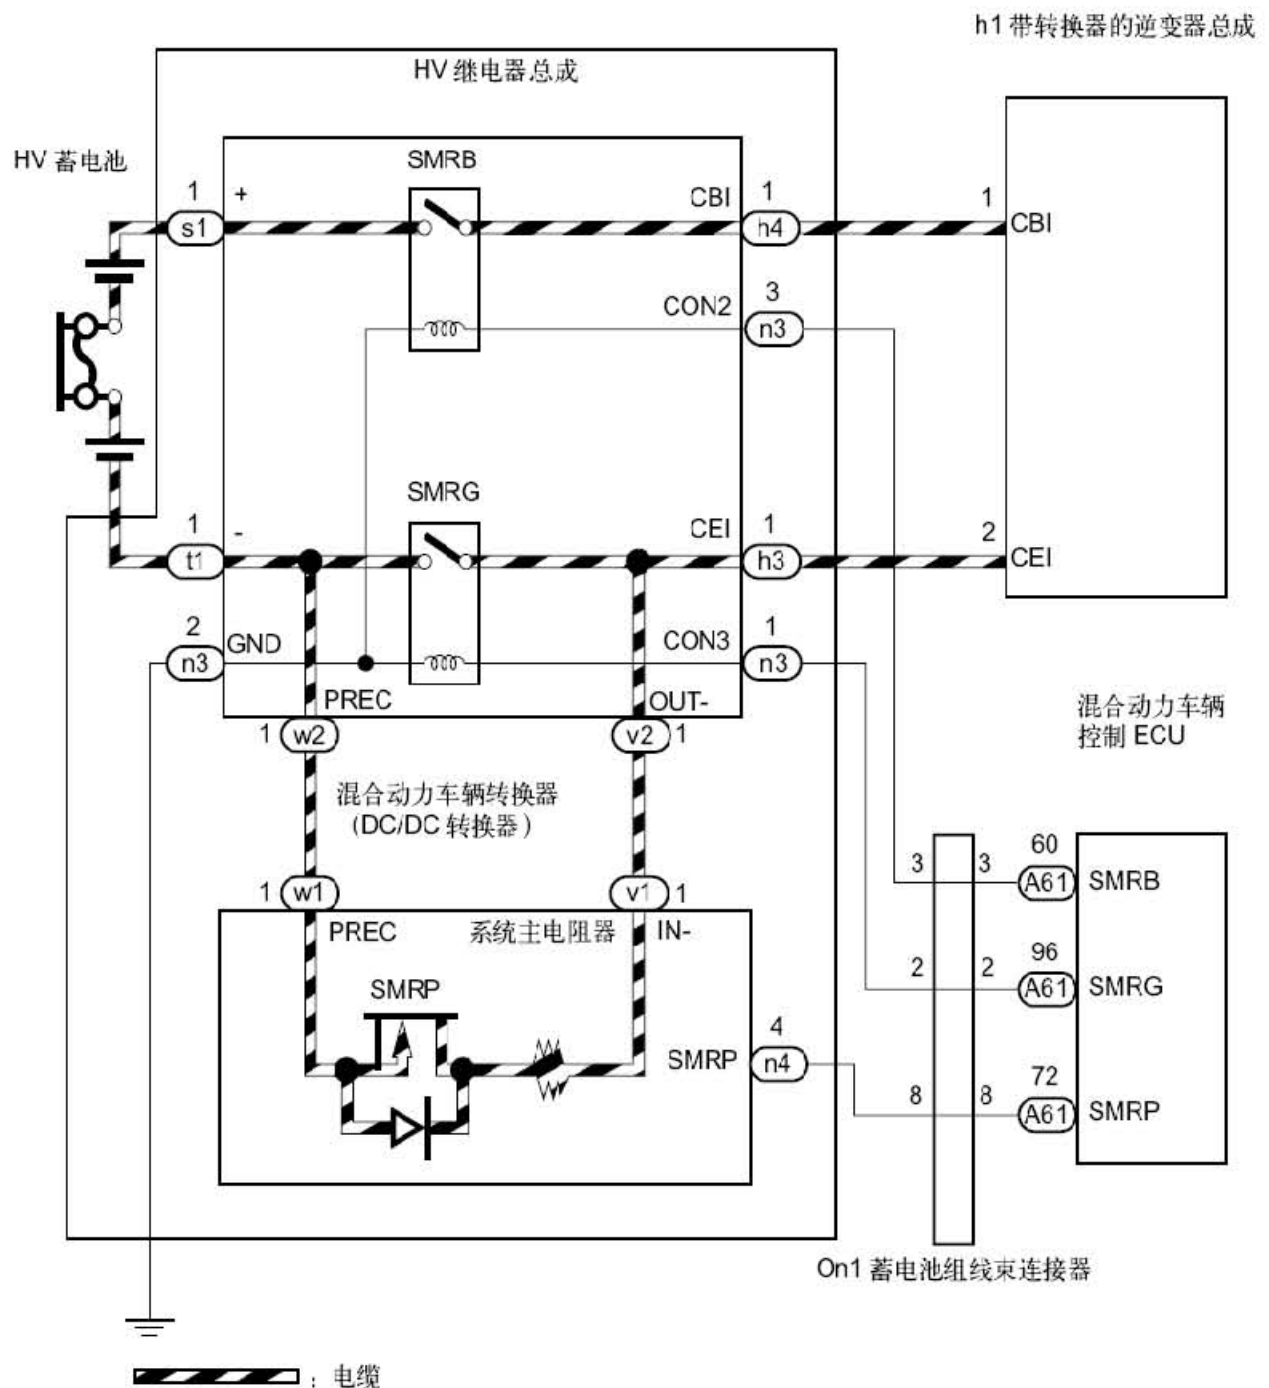 h1 带转换器的逆变器总成
HV 继电器总成
HV 蓄电池
SMRB
1
s1
+
CBI
1
h4
1
CBI
CON2
3
n3
SMRG
1
t1
-
CEI
1
h3
2
CEI
2
n3
GND
CON3
1
n3
PREC
OUT-
1 w2
v2 1
混合动力车辆
控制 ECU
混合动力车辆转换器
(DC/DC 转换器)
1 w1
v1 1
PREC
系统主电阻器
IN-
SMRP
SMRP
4
n4
3
3
60
A61
SMRB
2
2
96
A61
SMRG
8
8
72
A61
SMRP
On1 蓄电池组线束连接器
: 电缆